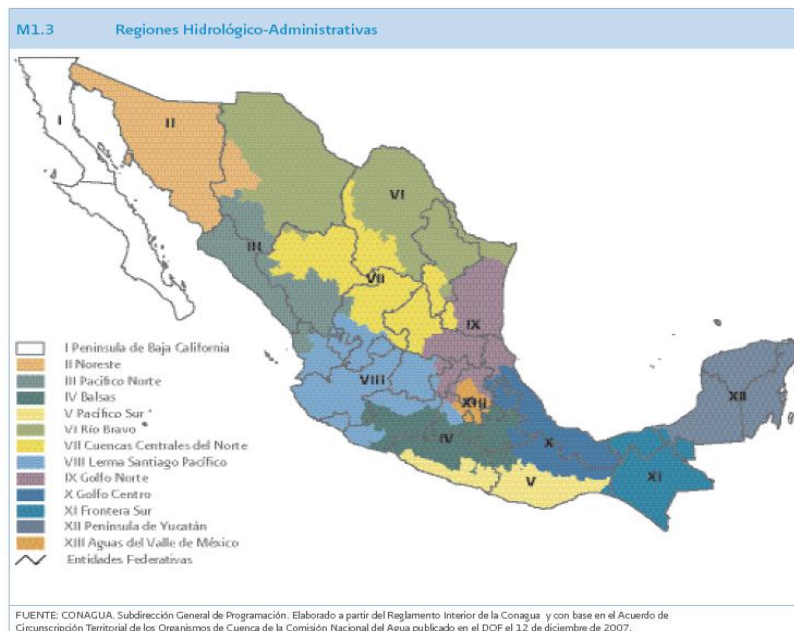 M1.3 Regiones Hidrológico-Administrativas
I
II
III
VI
VII
IX
VIII
XIII
IV
X
V
XI
XII
I Peninsula de Baja California
II Noreste
III Pacífico Norte
IV Balsas
V Pacífico Sur
VI Río Bravo
VII Cuencas Centrales del Norte
VIII Lerma Santiago Pacífico
IX Golfo Norte
X Golfo Centro
XI Frontera Sur
XII Península de Yucatán
XIII Aguas del Valle de México
Entidades Federativas
FUENTE: CONAGUA. Subdirección General de Programación. Elaborado a partir del Reglamento Interior de la Conagua y con base en el Acuerdo de
Circunscripción Territorial de los Organismos de Cuenca de la Comisión Nacional del Agua publicado en el DOF el 12 de diciembre de 2007.